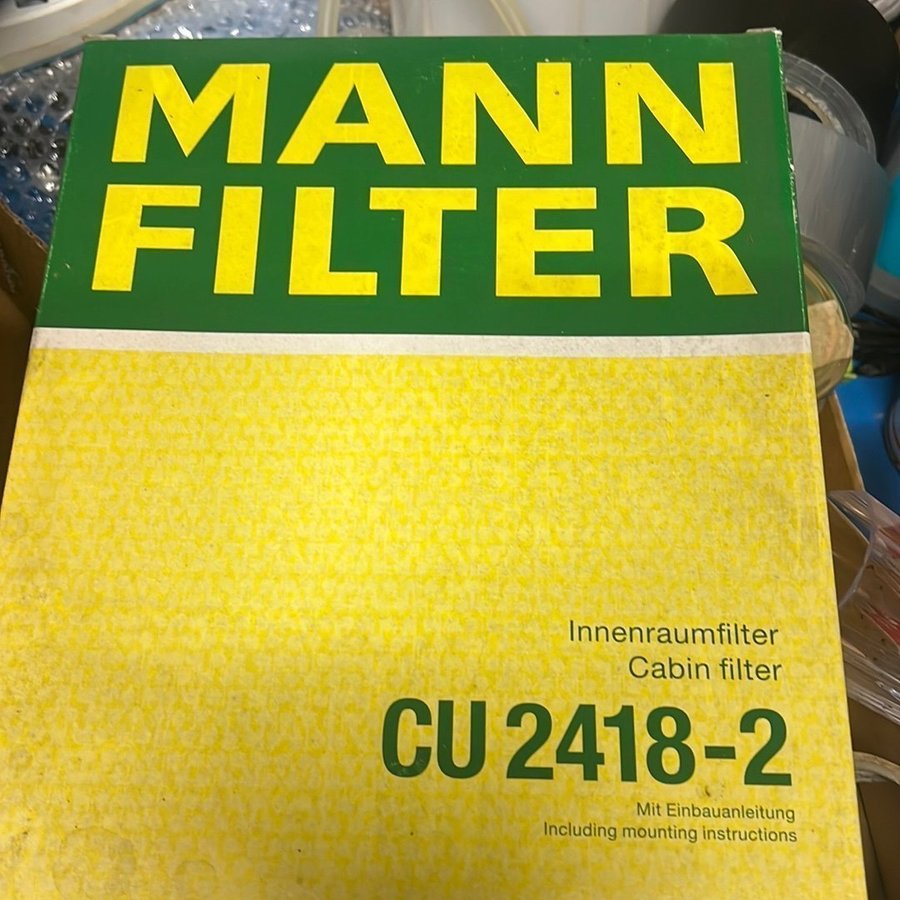 MANN
FILTER
Innenraumfilter
Cabin filter
CU 2418-2
Mit Einbauanleitung
Including mounting instructions